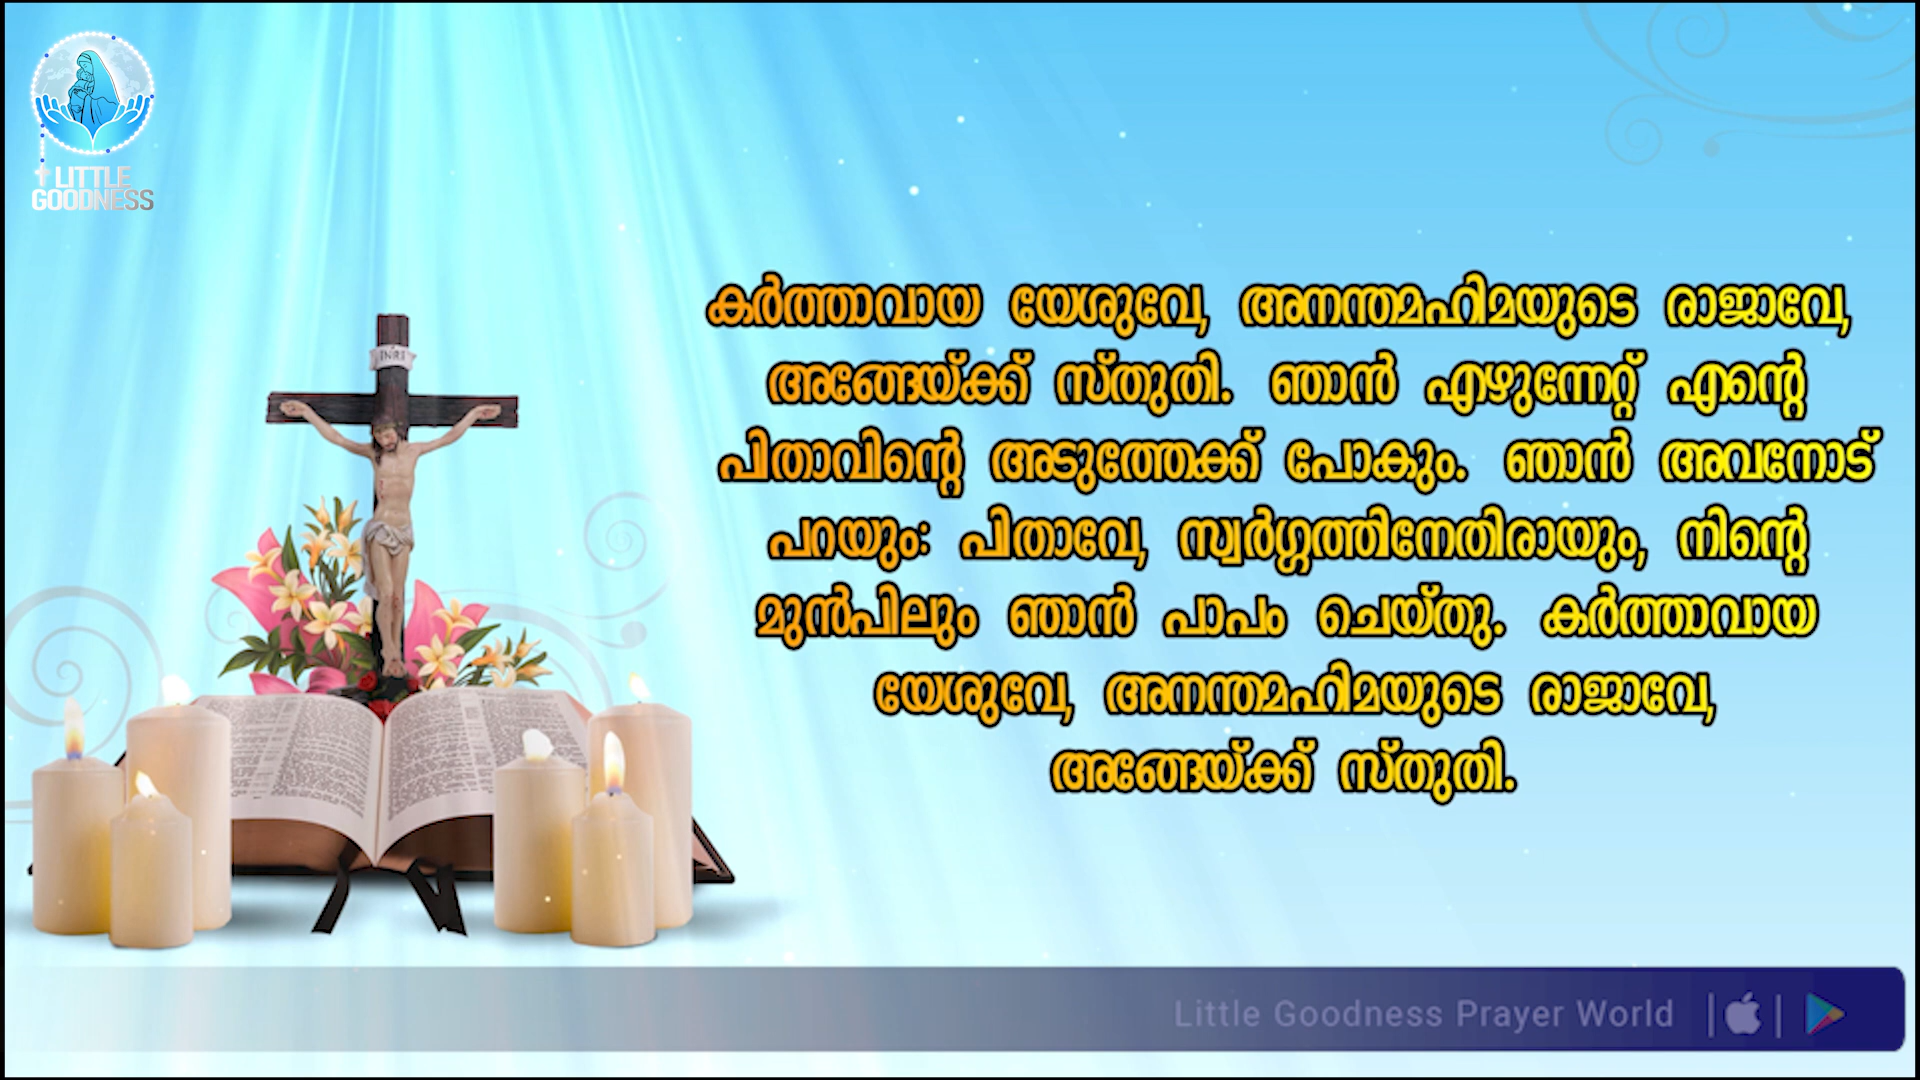 LITTLE
GOODNESS
INRI
കർത്താവായ യേശുവേ, അനന്തമഹിമയുടെ രാജാവേ,
അങ്ങേയ്ക്ക് സ്തുതി. ഞാൻ എഴുന്നേറ്റ് എന്റെ
പിതാവിന്റെ അടുത്തേക്ക് പോകും. ഞാൻ അവനോട്
പറയും: പിതാവേ, സ്വർഗ്ഗത്തിനേതിരായും, നിന്റെ
മുൻപിലും ഞാൻ പാപം ചെയ്തു. കർത്താവായ
യേശുവേ, അനന്തമഹിമയുടെ രാജാവേ,
അങ്ങേയ്ക്ക് സ്തുതി.
Little Goodness Prayer World